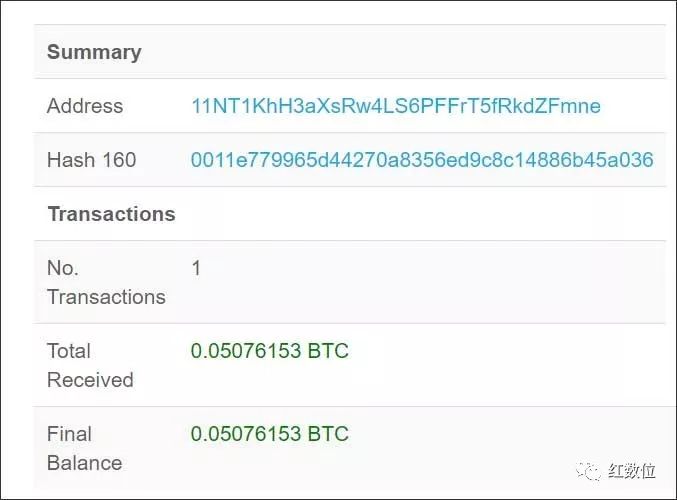 Summary
Address 11NT1KhH3aXsRw4LS6PFFrT5fRkdZFmne
Hash 160 0011e779965d44270a8356ed9c8c14886b45a036
Transactions
No. 1
Transactions
Total 0.05076153 BTC
Received
Final 0.05076153 BTC
Balance
红数位